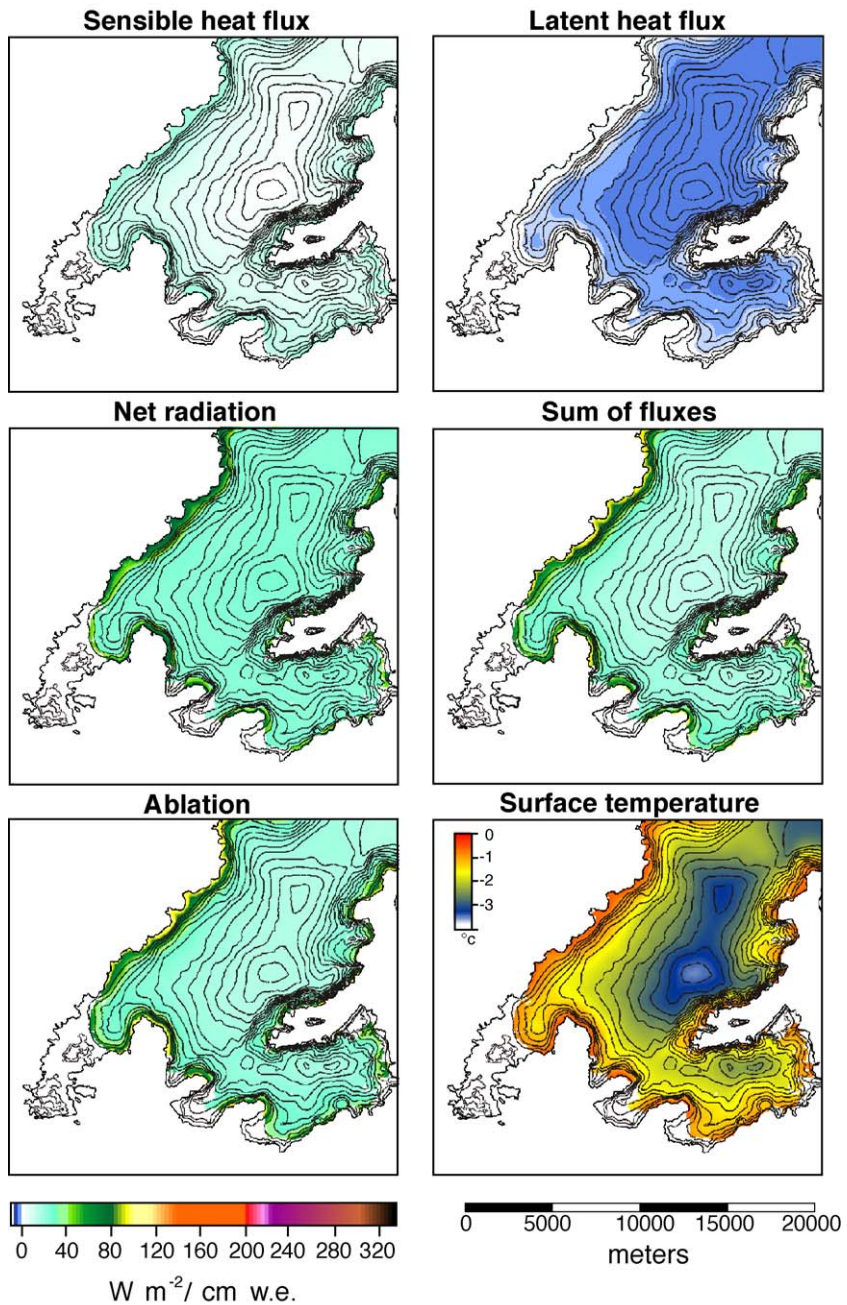 Sensible heat flux
Latent heat flux
Net radiation
Sum of fluxes
Ablation
Surface temperature
0
-1
-2
-3
°c
0 40 80 120 160 200 240 280 320
W m-2/ cm w.e.
0 5000 10000 15000 20000
meters